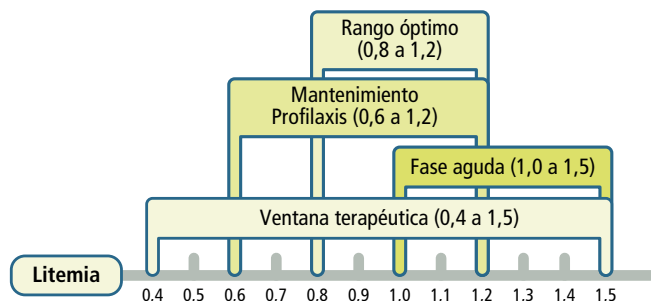 Rango óptimo
(0,8 a 1,2)
Mantenimiento
Profilaxis (0,6 a 1,2)
Fase aguda (1,0 a 1,5)
Ventana terapéutica (0,4 a 1,5)
Litemia
0.4 0.5 0.6 0.7 0.8 0.9 1.0 1.1 1.2 1.3 1.4 1.5